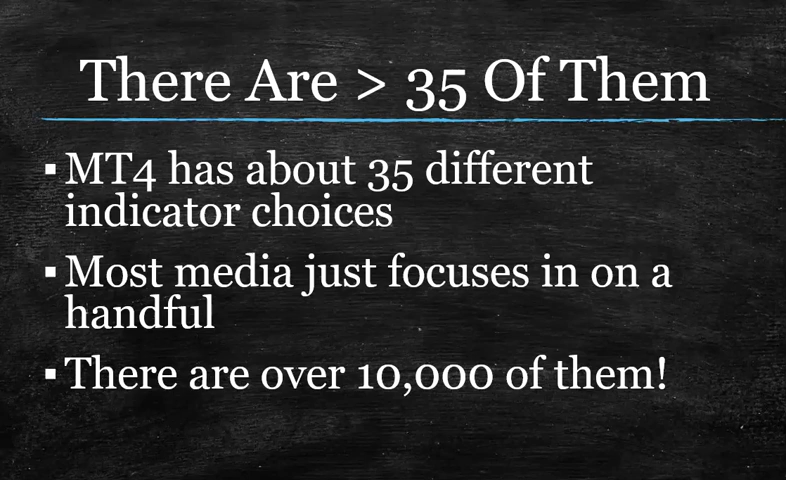 There Are > 35 Of Them
▪ MT4 has about 35 different
indicator choices
▪ Most media just focuses in on a
handful
▪ There are over 10,000 of them!